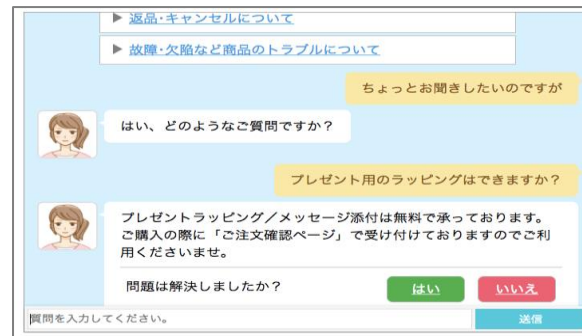 ▶ 返品・キャンセルについて
▶ 故障・欠陥など商品のトラブルについて
ちょっとお聞きしたいのですが
はい、どのようなご質問ですか？
プレゼント用のラッピングはできますか？
プレゼントラッピング／メッセージ添付は無料で承っております。
ご購入の際に「ご注文確認ページ」で受け付けておりますのでご利
用くださいませ。
問題は解決しましたか？ はい いいえ
質問を入力してください。 送信